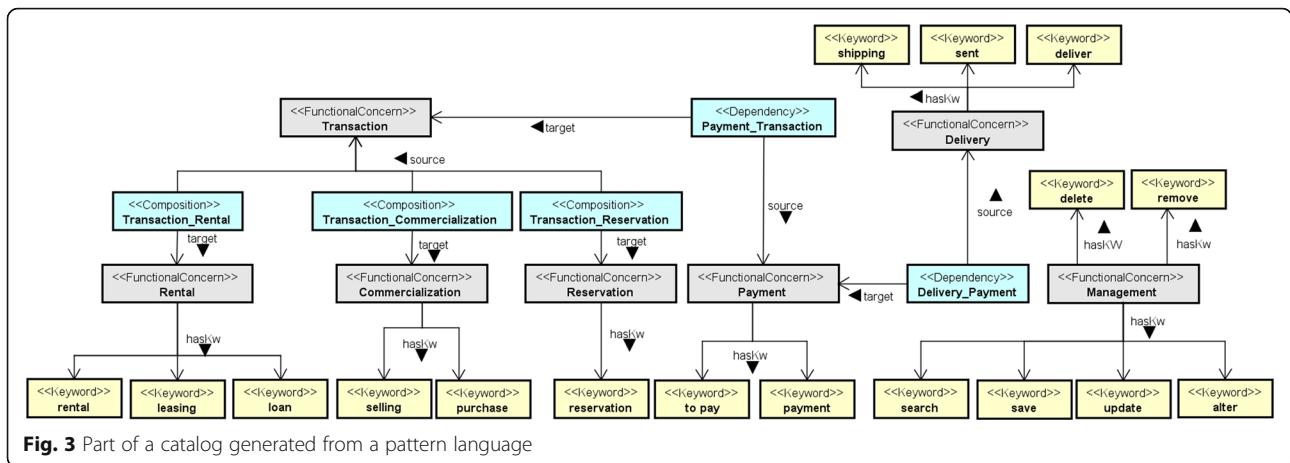 <<Keyword>> <<Keyword>> <<Keyword>>
shipping sent deliver
◀ hasKw
<<FunctionalConcern>> <<Dependency>> <<FunctionalConcern>>
Transaction Payment_Transaction Delivery
◀ target
◀ source
<<Keyword>> <<Keyword>>
delete remove
<<Composition>> <<Composition>> <<Composition>>
Transaction_Rental Transaction_Commercialization Transaction_Reservation
source source
target target target
hasKW hasKw
<<FunctionalConcern>> <<FunctionalConcern>> <<FunctionalConcern>> <<FunctionalConcern>> <<Dependency>> <<FunctionalConcern>>
Rental Commercialization Reservation Payment Delivery_Payment Management
◀ target
hasKw hasKw hasKw hasKw hasKw
<<Keyword>> <<Keyword>> <<Keyword>> <<Keyword>> <<Keyword>> <<Keyword>> <<Keyword>> <<Keyword>> <<Keyword>> <<Keyword>> <<Keyword>> <<Keyword>>
rental leasing loan selling purchase reservation to pay payment search save update alter
Fig. 3 Part of a catalog generated from a pattern language